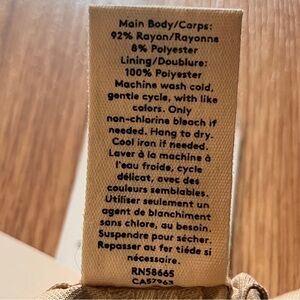 Main Body/Corps:
92% Rayon/Rayonne
8% Polyester
Lining/Doublure:
100% Polyester
Machine wash cold,
gentle cycle, with like
colors. Only
non-chlorine bleach if
needed. Hang to dry.
Cool iron if needed.
Laver à la machine à
l'eau froide, cycle
délicat, avec des
couleurs semblables.
Utiliser seulement un
agent de blanchiment
sans chlore, au besoin.
Suspendre pour sécher.
Repasser au fer tiède si
nécessaire.
RN58665
CA57963